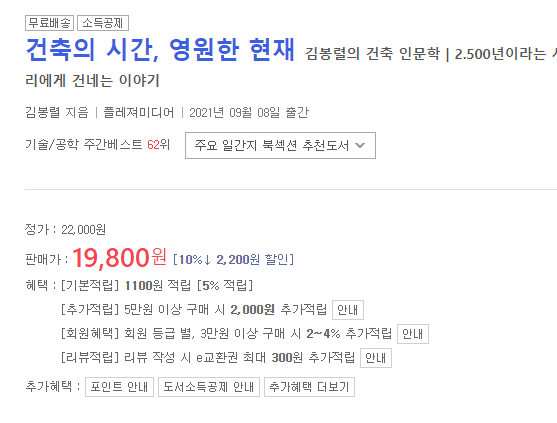 무료배송 소득공제
건축의 시간, 영원한 현재 김봉렬의 건축 인문학 | 2.500년이라는
리에게 건네는 이야기
김봉렬 지음 | 플레져미디어 | 2021년 09월 08일 출간
기술/공학 주간베스트 62위 주요 일간지 북섹션 추천도서
정가 : 22,000원
판매가 : 19,800원 [10%↓ 2,200원 할인]
혜택 : [기본적립] 1100원 적립 [5% 적립]
[추가적립] 5만원 이상 구매 시 2,000원 추가적립 안내
[회원혜택] 회원 등급 별, 3만원 이상 구매 시 2~4% 추가적립 안내
[리뷰적립] 리뷰 작성 시 e교환권 최대 300원 추가적립 안내
추가혜택 : 포인트 안내 도서소득공제 안내 추가혜택 더보기